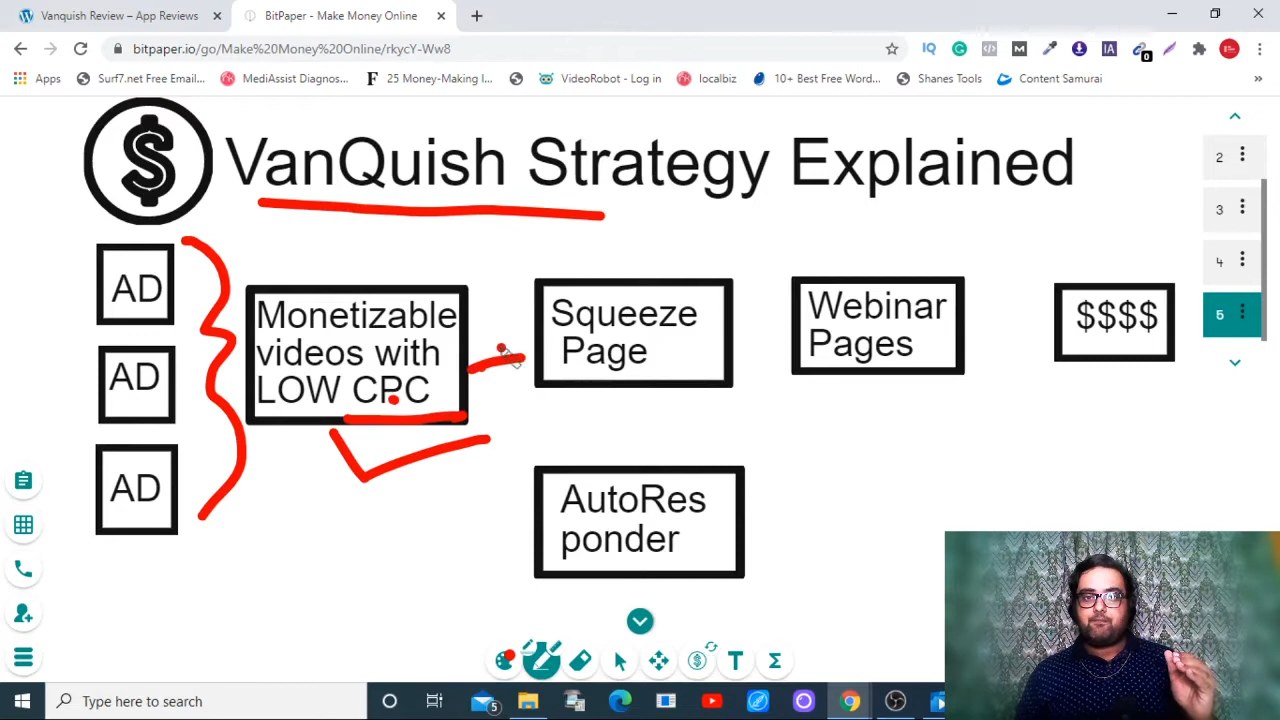 Vanquish Review – App Reviews
BitPaper - Make Money Online
bitpaper.io/go/Make%20Money%20Online/rkycY-Ww8
Apps
Surf7.net Free Email...
MediAssist Diagnos...
25 Money-Making I...
VideoRobot - Log in
localbiz
10+ Best Free Word...
Shanes Tools
Content Samurai
VanQuish Strategy Explained
2
3
4
5
AD
AD
AD
Monetizable
videos with
LOW CPC
Squeeze
Page
Webinar
Pages
$$$$
AutoRes
ponder
Type here to search
5